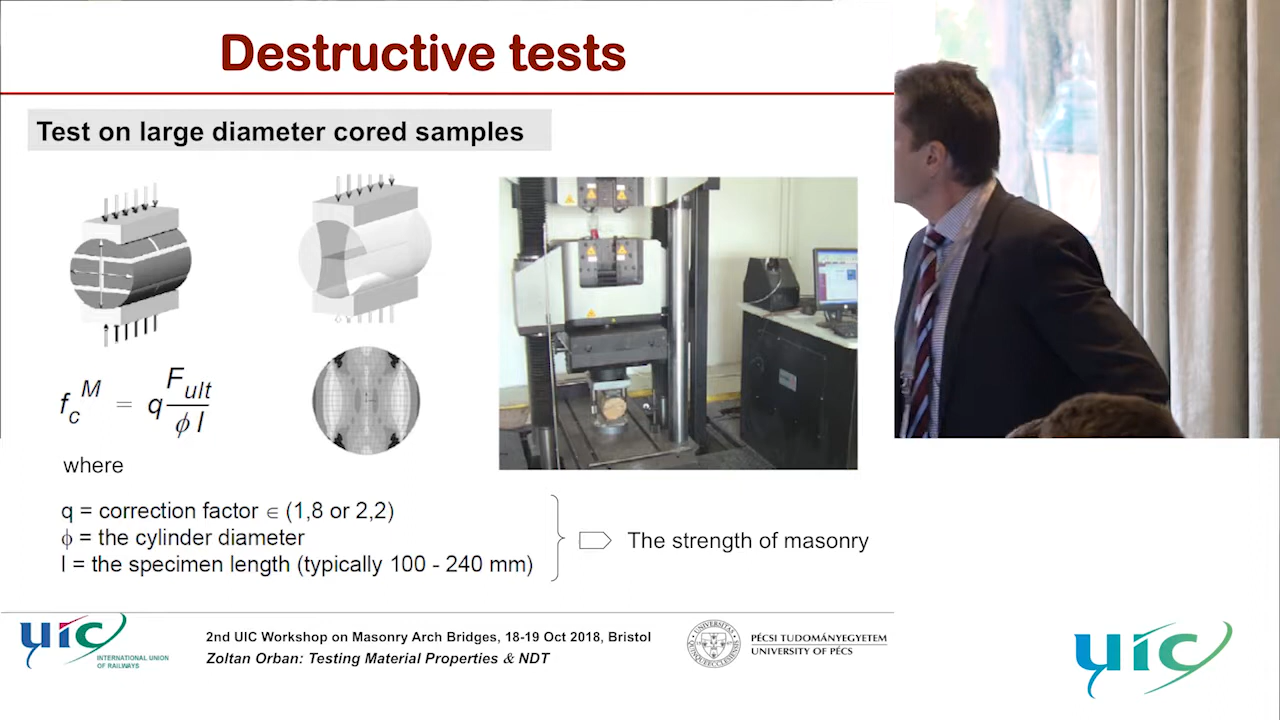 Destructive tests
Test on large diameter cored samples
f_c^M = q F_ult / ϕ l
where
q = correction factor ∈ (1,8 or 2,2)
ϕ = the cylinder diameter
l = the specimen length (typically 100 - 240 mm)
The strength of masonry
uic
INTERNATIONAL UNION
OF RAILWAYS
2nd UIC Workshop on Masonry Arch Bridges, 18-19 Oct 2018, Bristol
Zoltan Orban: Testing Material Properties & NDT
PÉCSI TUDOMÁNYEGYETEM
UNIVERSITY OF PÉCS
uic